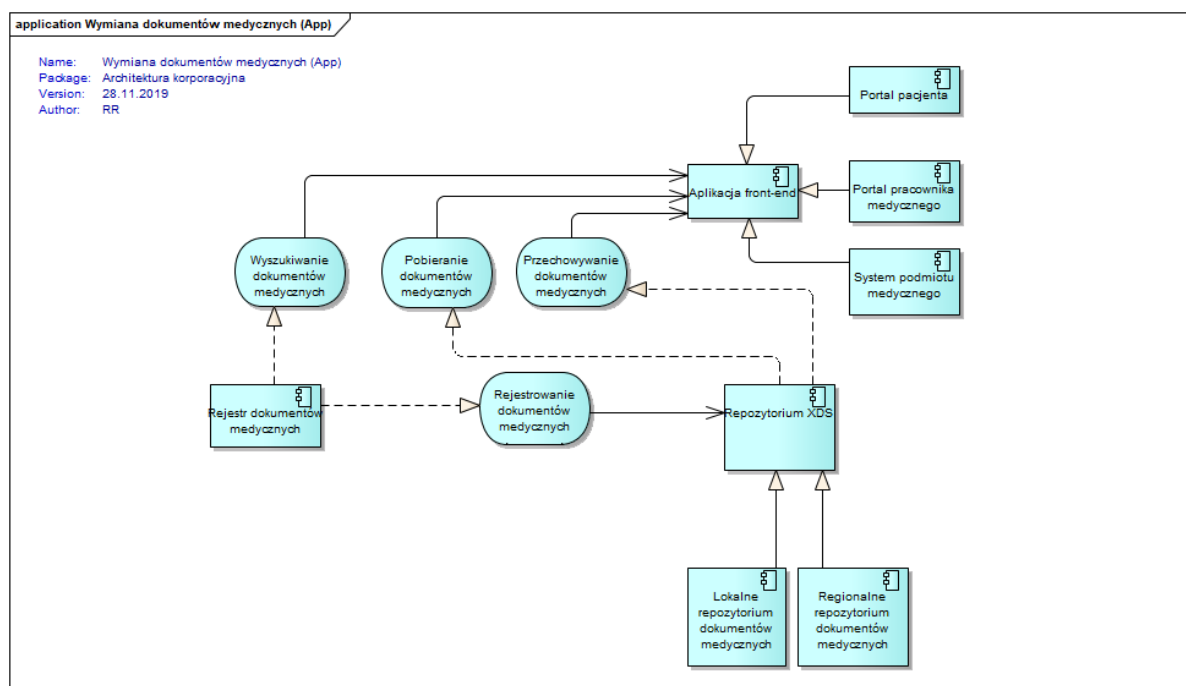 application Wymiana dokumentów medycznych (App)
Name: Wymiana dokumentów medycznych (App)
Package: Architektura korporacyjna
Version: 28.11.2019
Author: RR
Portal pacjenta
Aplikacja front-end
Portal pracownika
medycznego
System podmiotu
medycznego
Wyszukiwanie
dokumentów
medycznych
Pobieranie
dokumentów
medycznych
Przechowywanie
dokumentów
medycznych
Rejestr dokumentów
medycznych
Rejestrowanie
dokumentów
medycznych
Repozytorium XDS
Lokalne
repozytorium
dokumentów
medycznych
Regionalne
repozytorium
dokumentów
medycznych